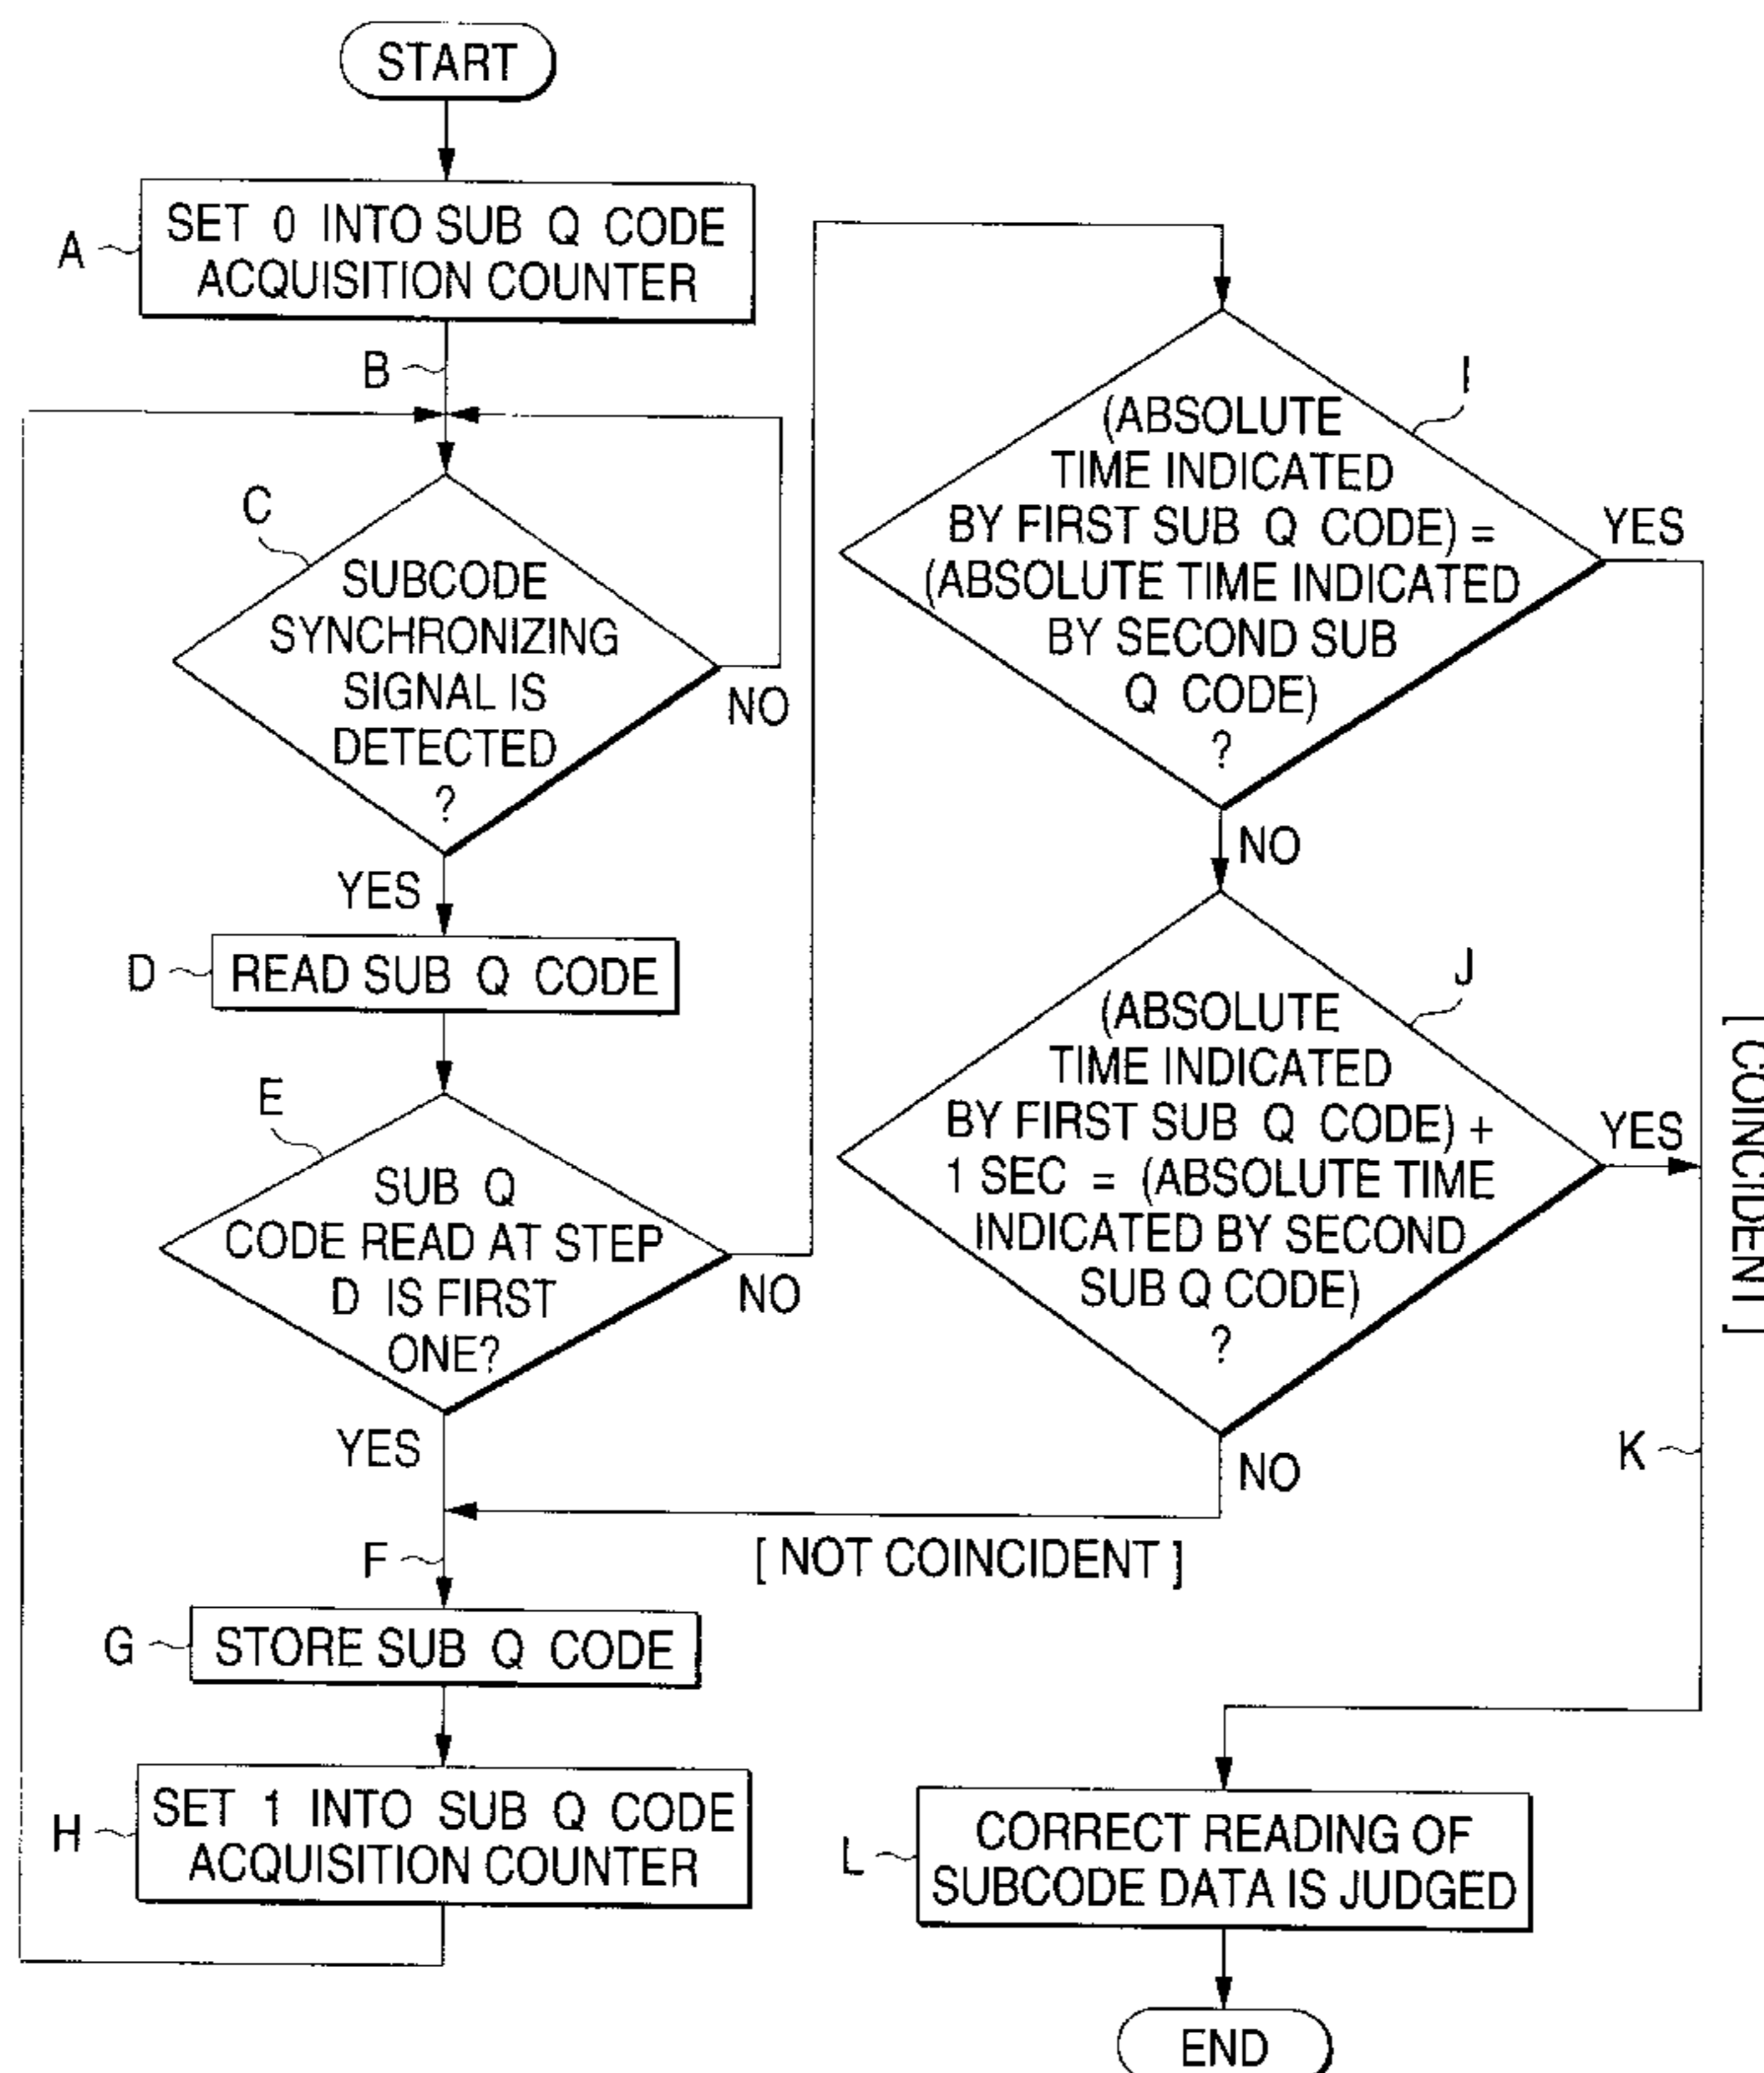 START
A
SET 0 INTO SUB Q CODE
ACQUISITION COUNTER
B
C
SUBCODE
SYNCHRONIZING
SIGNAL IS
DETECTED
?
NO
YES
D
READ SUB Q CODE
E
SUB Q
CODE READ AT STEP
D IS FIRST
ONE?
NO
YES
F
G
STORE SUB Q CODE
H
SET 1 INTO SUB Q CODE
ACQUISITION COUNTER
I
(ABSOLUTE
TIME INDICATED
BY FIRST SUB Q CODE) =
(ABSOLUTE TIME INDICATED
BY SECOND SUB
Q CODE)
?
YES
NO
J
(ABSOLUTE
TIME INDICATED
BY FIRST SUB Q CODE) +
1 SEC = (ABSOLUTE TIME
INDICATED BY SECOND
SUB Q CODE)
?
YES
NO
[ NOT COINCIDENT ]
[ COINCIDENT ]
K
L
CORRECT READING OF
SUBCODE DATA IS JUDGED
END